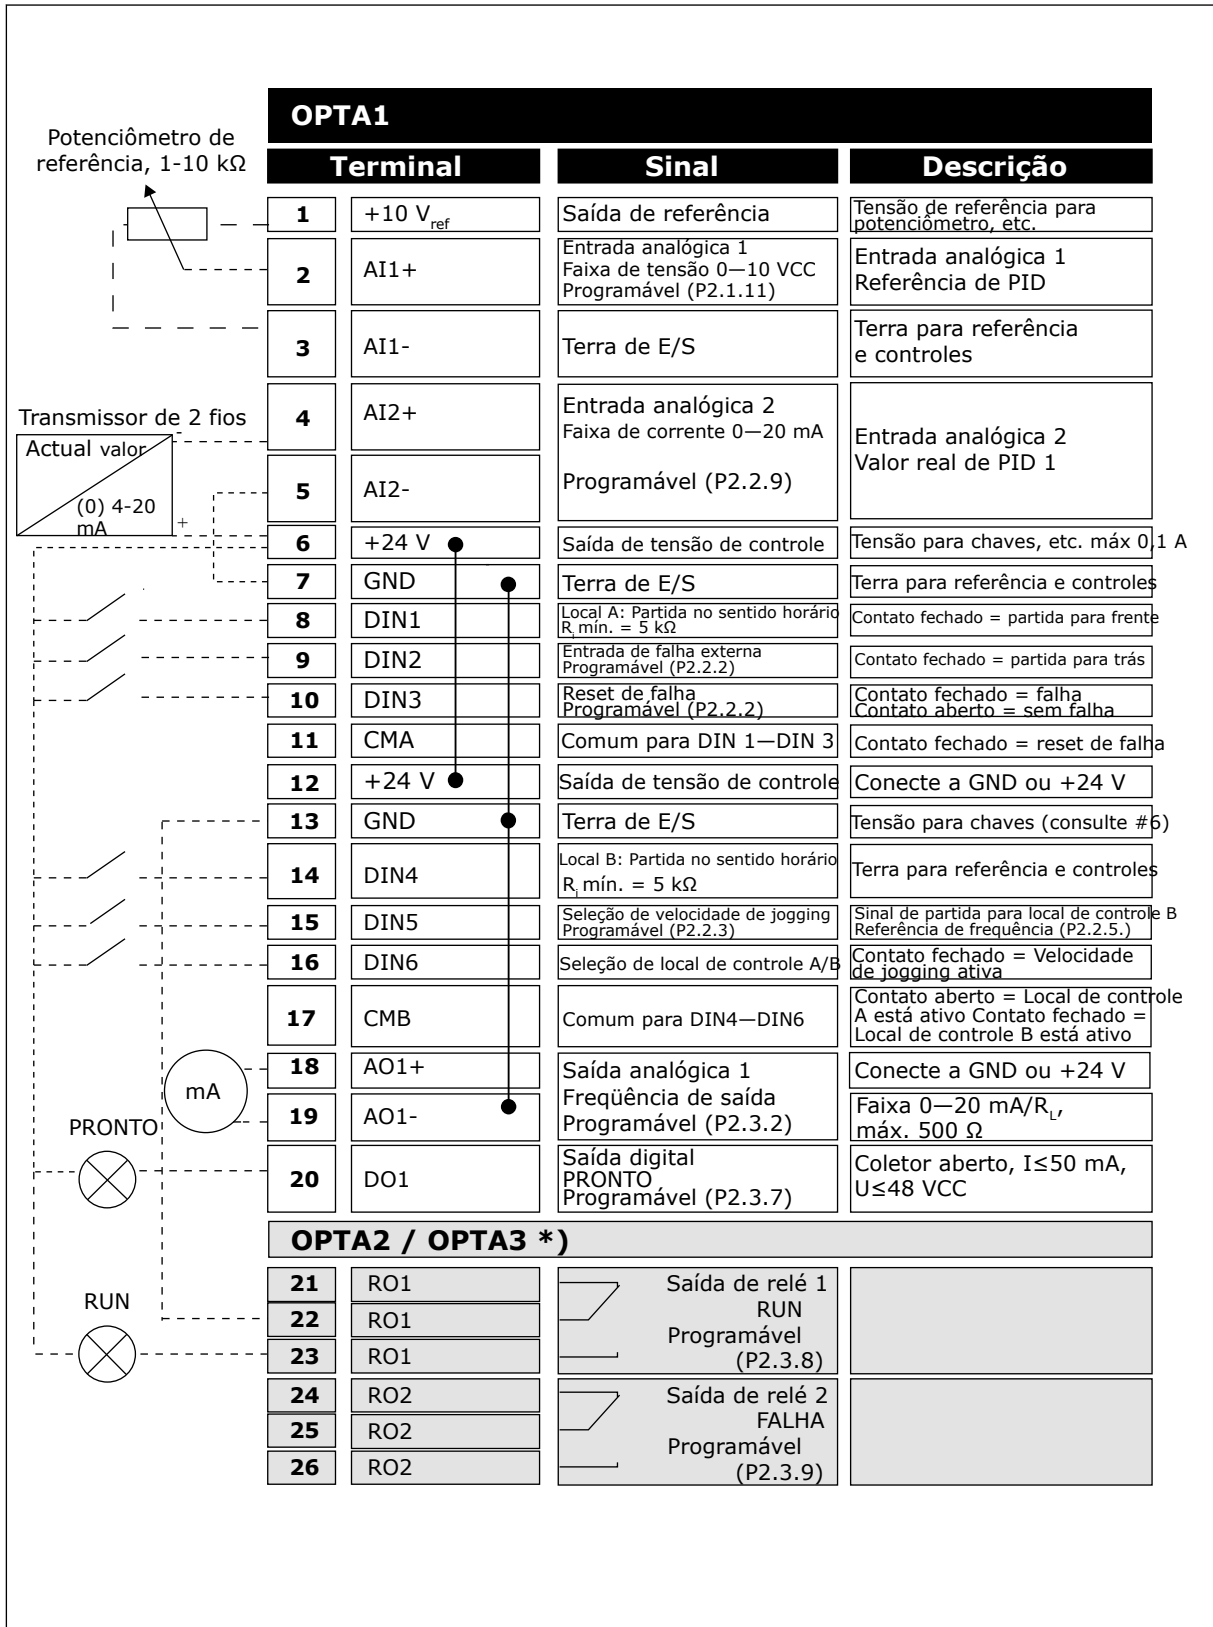 OPTA1
Potenciômetro de
referência, 1-10 kΩ
Terminal Sinal Descrição
1 +10 Vref Saída de referência Tensão de referência para
potenciômetro, etc.
2 AI1+ Entrada analógica 1
Faixa de tensão 0—10 VCC
Programável (P2.1.11)
Entrada analógica 1
Referência de PID
3 AI1- Terra de E/S Terra para referência
e controles
Transmissor de 2 fios
-
Actual valor
(0) 4-20
mA
+
4 AI2+ Entrada analógica 2
Faixa de corrente 0—20 mA
5 AI2- Programável (P2.2.9)
Entrada analógica 2
Valor real de PID 1
6 +24 V Saída de tensão de controle Tensão para chaves, etc. máx 0,1 A
7 GND Terra de E/S Terra para referência e controles
8 DIN1 Local A: Partida no sentido horário
Ri mín. = 5 kΩ
Contato fechado = partida para frente
9 DIN2 Entrada de falha externa
Programável (P2.2.2)
Contato fechado = partida para trás
10 DIN3 Reset de falha
Programável (P2.2.2)
Contato fechado = falha
Contato aberto = sem falha
11 CMA Comum para DIN 1—DIN 3 Contato fechado = reset de falha
12 +24 V Saída de tensão de controle Conecte a GND ou +24 V
13 GND Terra de E/S Tensão para chaves (consulte #6)
14 DIN4 Local B: Partida no sentido horário
Ri mín. = 5 kΩ
Terra para referência e controles
15 DIN5 Seleção de velocidade de jogging
Programável (P2.2.3)
Sinal de partida para local de controle B
Referência de frequência (P2.2.5.)
16 DIN6 Seleção de local de controle A/B Contato fechado = Velocidade
de jogging ativa
17 CMB Comum para DIN4—DIN6 Contato aberto = Local de controle
A está ativo Contato fechado =
Local de controle B está ativo
mA
18 AO1+ Saída analógica 1
Freqüência de saída
Programável (P2.3.2)
Conecte a GND ou +24 V
19 AO1- Faixa 0—20 mA/RL,
máx. 500 Ω
PRONTO
20 DO1 Saída digital
PRONTO
Programável (P2.3.7)
Coletor aberto, I≤50 mA,
U≤48 VCC
OPTA2 / OPTA3 *)
RUN
21 RO1 Saída de relé 1
22 RO1 RUN
Programável
23 RO1 (P2.3.8)
24 RO2 Saída de relé 2
25 RO2 FALHA
Programável
26 RO2 (P2.3.9)